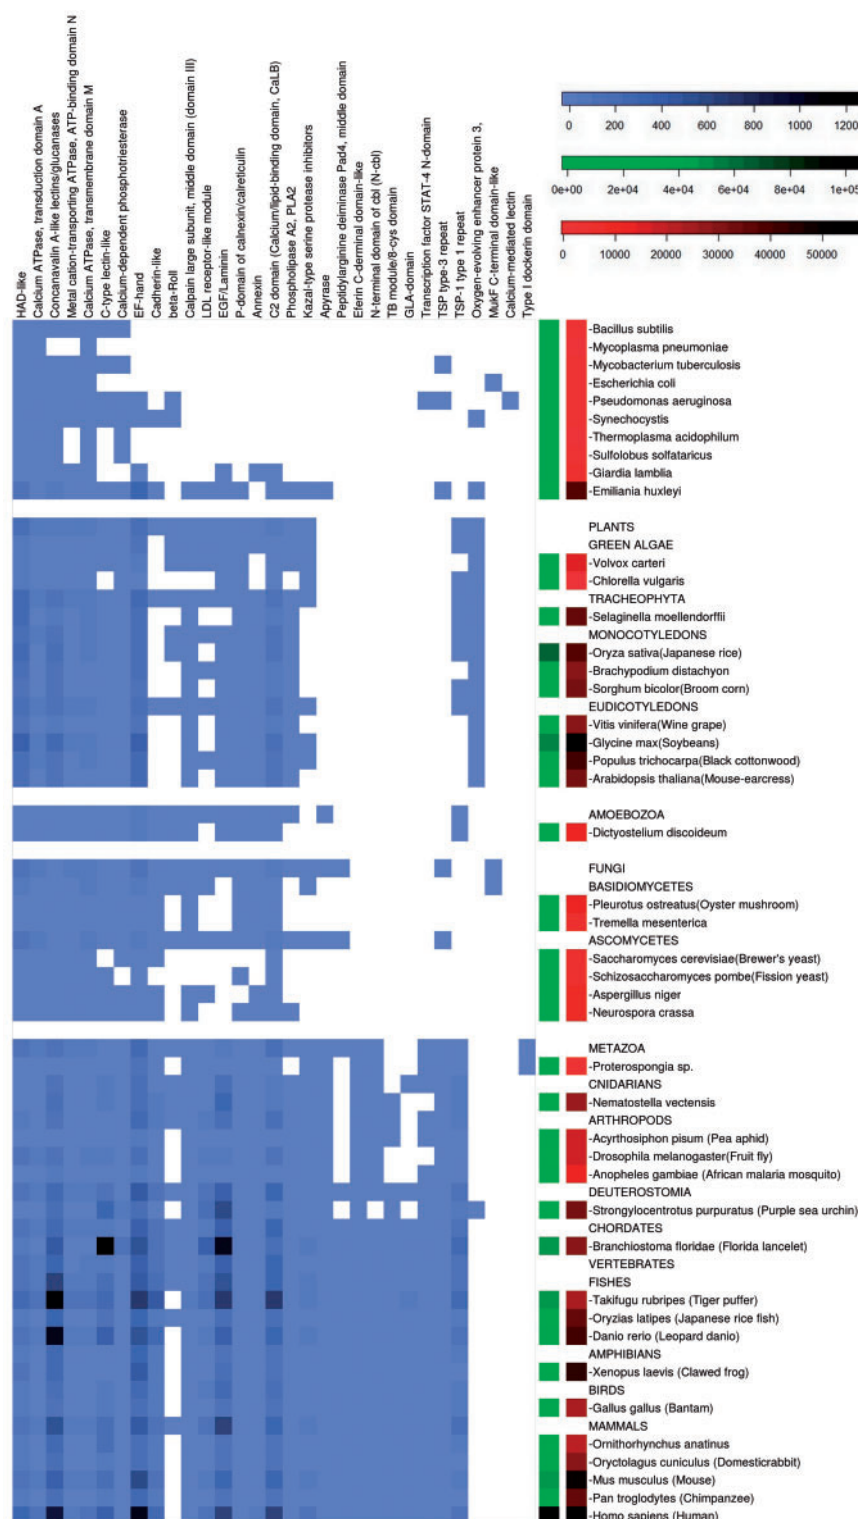 HAD-like
Calcium ATPase, transduction domain A
Concanavalin A-like lectins/glucanases
Metal cation-transporting ATPase, ATP-binding domain N
Calcium ATPase, transmembrane domain M
C-type lectin-like
Calcium-dependent phosphotriesterase
EF-hand
Cadherin-like
beta-Roll
Calpain large subunit, middle domain (domain III)
LDL receptor-like module
EGF/Laminin
P-domain of calnexin/calreticulin
Annexin
C2 domain (Calcium/lipid-binding domain, CaLB)
Phospholipase A2, PLA2
Kazal-type serine protease inhibitors
Apyrase
Peptidylarginine deiminase Pad4, middle domain
Eferin C-derminal domain-like
N-terminal domain of cbl (N-cbl)
TB module/8-cys domain
GLA-domain
Transcription factor STAT-4 N-domain
TSP type-3 repeat
TSP-1 type 1 repeat
Oxygen-evolving enhancer protein 3,
MukF C-terminal domain-like
Calcium-mediated lectin
Type I dockerin domain
0 200 400 600 800 1000 1200
0e+00 2e+04 4e+04 6e+04 8e+04 1e+05
0 10000 20000 30000 40000 50000
-Bacillus subtilis
-Mycoplasma pneumoniae
-Mycobacterium tuberculosis
-Escherichia coli
-Pseudomonas aeruginosa
-Synechocystis
-Thermoplasma acidophilum
-Sulfolobus solfataricus
-Giardia lamblia
-Emiliania huxleyi
PLANTS
GREEN ALGAE
-Volvox carteri
-Chlorella vulgaris
TRACHEOPHYTA
-Selaginella moellendorffii
MONOCOTYLEDONS
-Oryza sativa(Japanese rice)
-Brachypodium distachyon
-Sorghum bicolor(Broom corn)
EUDICOTYLEDONS
-Vitis vinifera(Wine grape)
-Glycine max(Soybeans)
-Populus trichocarpa(Black cottonwood)
-Arabidopsis thaliana(Mouse-earcress)
AMOEBOZOA
-Dictyostelium discoideum
FUNGI
BASIDIOMYCETES
-Pleurotus ostreatus(Oyster mushroom)
-Tremella mesenterica
ASCOMYCETES
-Saccharomyces cerevisiae(Brewer's yeast)
-Schizosaccharomyces pombe(Fission yeast)
-Aspergillus niger
-Neurospora crassa
METAZOA
-Proterospongia sp.
CNIDARIANS
-Nematostella vectensis
ARTHROPODS
-Acyrthosiphon pisum (Pea aphid)
-Drosophila melanogaster(Fruit fly)
-Anopheles gambiae (African malaria mosquito)
DEUTEROSTOMIA
-Strongylocentrotus purpuratus (Purple sea urchin)
CHORDATES
-Branchiostoma floridae (Florida lancelet)
VERTEBRATES
FISHES
-Takifugu rubripes (Tiger puffer)
-Oryzias latipes (Japanese rice fish)
-Danio rerio (Leopard danio)
AMPHIBIANS
-Xenopus laevis (Clawed frog)
BIRDS
-Gallus gallus (Bantam)
MAMMALS
-Ornithorhynchus anatinus
-Oryctolagus cuniculus (Domesticrabbit)
-Mus musculus (Mouse)
-Pan troglodytes (Chimpanzee)
-Homo sapiens (Human)